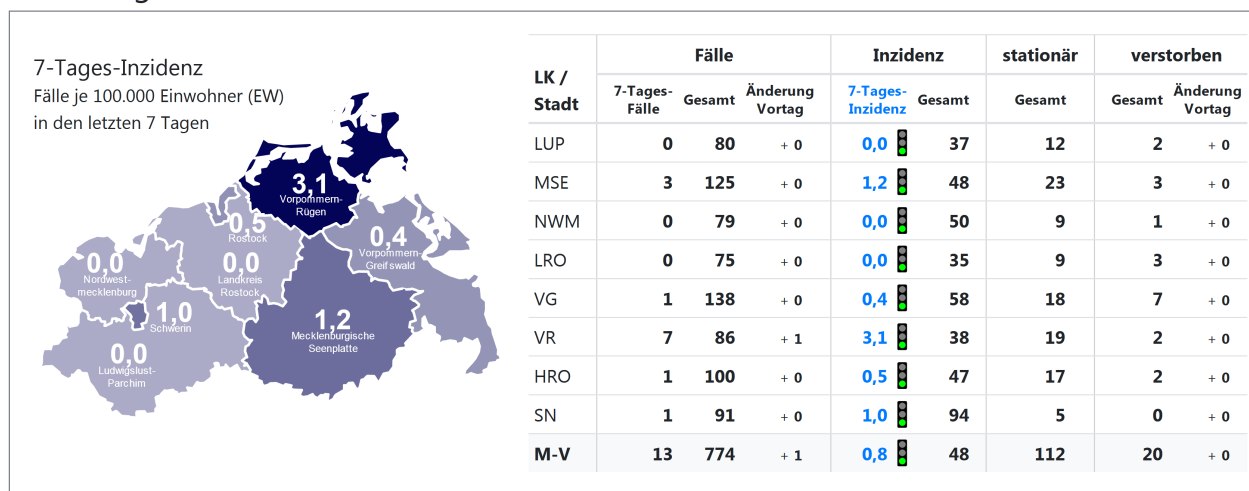 7-Tages-Inzidenz
Fälle je 100.000 Einwohner (EW)
in den letzten 7 Tagen
3,1
Vorpommern-
Rügen
0,5
Rostock
0,4
Vorpommern-
Greifswald
0,0
Nordwest-
mecklenburg
0,0
Landkreis
Rostock
1,0
Schwerin
1,2
Mecklenburgische
Seenplatte
0,0
Ludwigslust-
Parchim
LK / Stadt Fälle Inzidenz stationär verstorben
7-Tages-Fälle Gesamt Änderung Vortag 7-Tages-Inzidenz Gesamt Gesamt Gesamt Änderung Vortag
LUP 0 80 + 0 0,0 37 12 2 + 0
MSE 3 125 + 0 1,2 48 23 3 + 0
NWM 0 79 + 0 0,0 50 9 1 + 0
LRO 0 75 + 0 0,0 35 9 3 + 0
VG 1 138 + 0 0,4 58 18 7 + 0
VR 7 86 + 1 3,1 38 19 2 + 0
HRO 1 100 + 0 0,5 47 17 2 + 0
SN 1 91 + 0 1,0 94 5 0 + 0
M-V 13 774 + 1 0,8 48 112 20 + 0